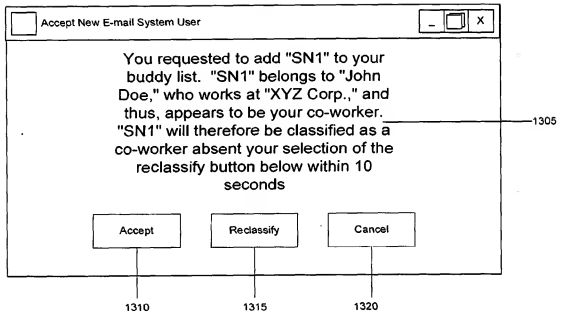 Accept New E-mail System User
_ X
You requested to add "SN1" to your
buddy list. "SN1" belongs to "John
Doe," who works at "XYZ Corp.," and
thus, appears to be your co-worker.
"SN1" will therefore be classified as a
co-worker absent your selection of the
reclassify button below within 10
seconds
1305
Accept Reclassify Cancel
1310 1315 1320